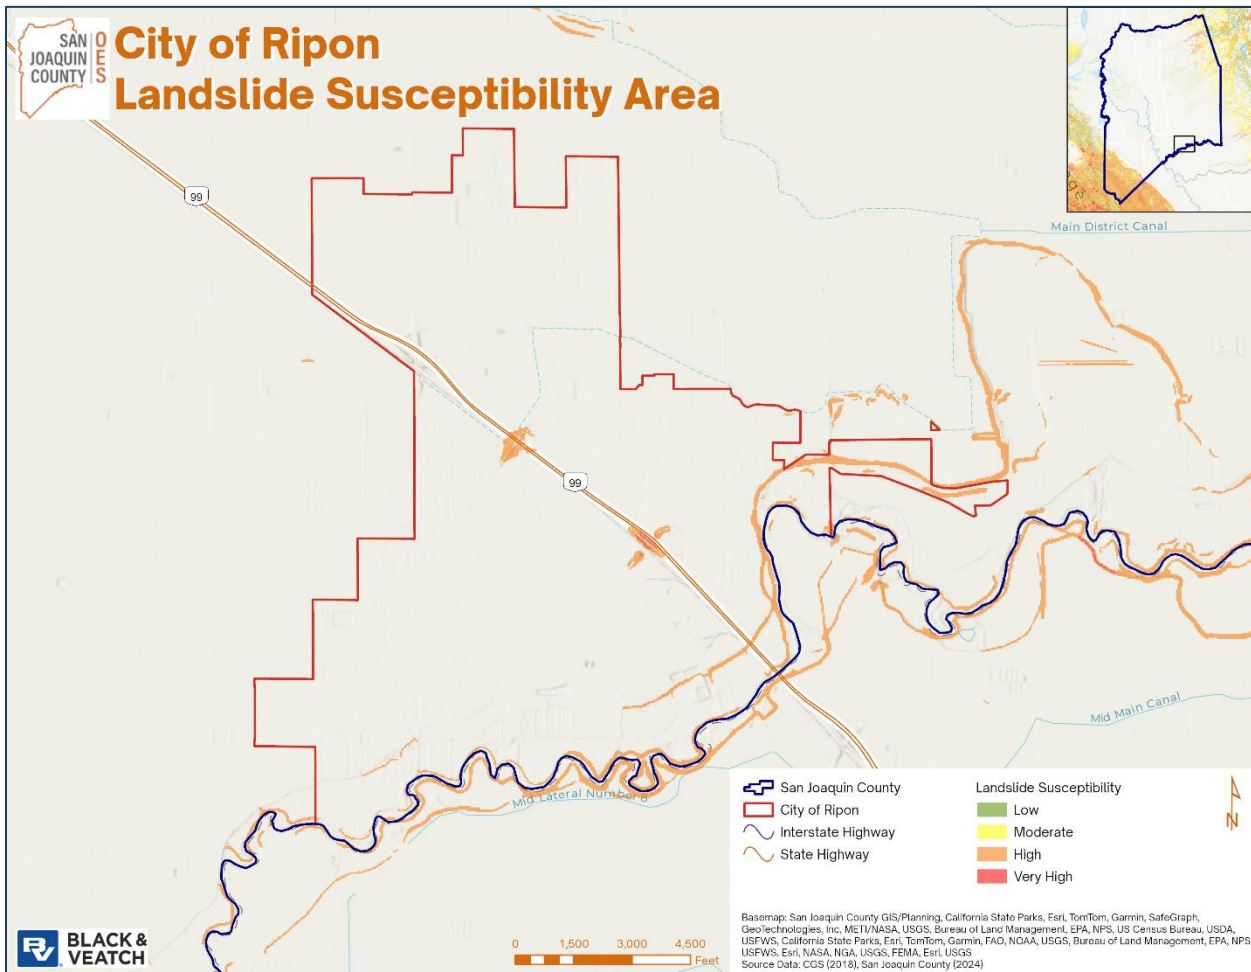 SAN
JOAQUIN
COUNTY
OES
City of Ripon
Landslide Susceptibility Area
99
Main District Canal
99
Mid Main Canal
Mid Lateral Number 8
San Joaquin County
City of Ripon
Interstate Highway
State Highway
Landslide Susceptibility
Low
Moderate
High
Very High
N
BLACK &
VEATCH
0 1,500 3,000 4,500
Feet
Basemap: San Joaquin County GIS/Planning, California State Parks, Esri, TomTom, Garmin, SafeGraph,
GeoTechnologies, Inc, METI/NASA, USGS, Bureau of Land Management, EPA, NPS, US Census Bureau, USDA,
USFWS, California State Parks, Esri, TomTom, Garmin, FAO, NOAA, USGS, Bureau of Land Management, EPA, NPS
USFWS, Esri, NASA, NGA, USGS, FEMA, Esri, USGS
Source Data: CGS (2018), San Joaquin County (2024)